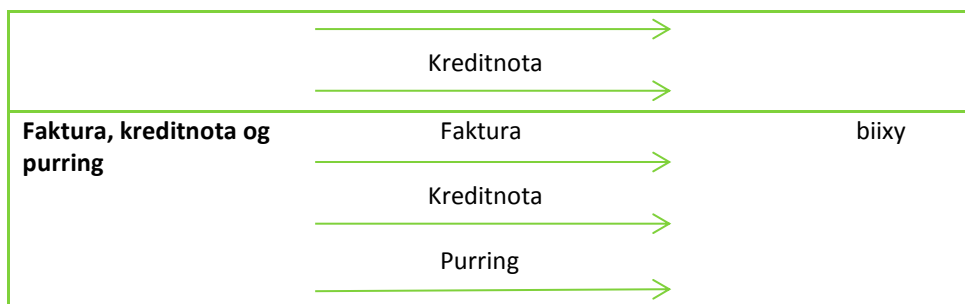 Kreditnota
Faktura, kreditnota og
purring
Faktura
biixy
Kreditnota
Purring